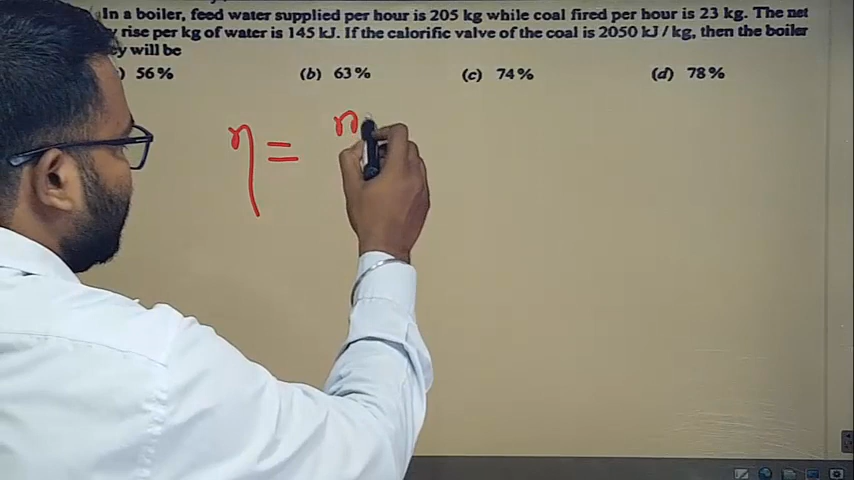 In a boiler, feed water supplied per hour is 205 kg while coal fired per hour is 23 kg. The net
rise per kg of water is 145 kJ. If the calorific valve of the coal is 2050 kJ / kg, then the boiler
will be
56% (b) 63% (c) 74% (d) 78%
η = m